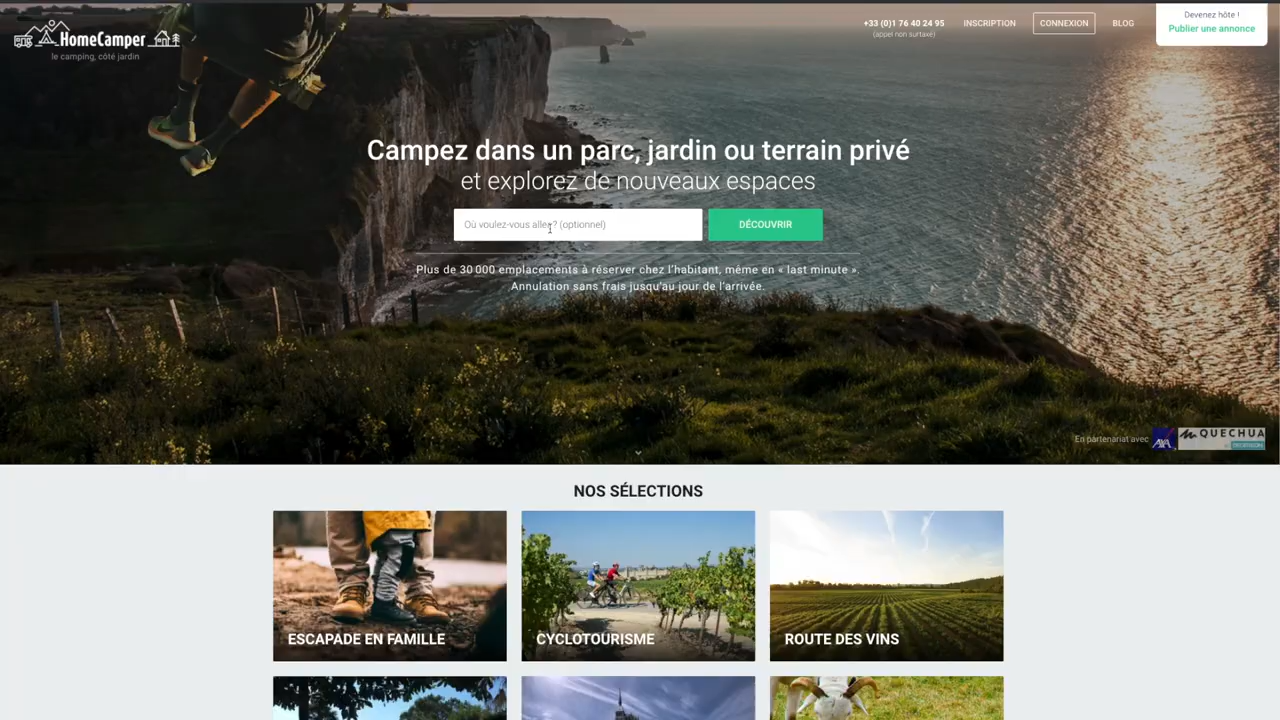 HomeCamper
le camping, côté jardin
+33 (0)1 76 40 24 95
(appel non surtaxé)
INSCRIPTION
CONNEXION
BLOG
Devenez hôte !
Publier une annonce
Campez dans un parc, jardin ou terrain privé
et explorez de nouveaux espaces
Où voulez-vous aller ? (optionnel)
DÉCOUVRIR
Plus de 30 000 emplacements à réserver chez l'habitant, même en « last minute ».
Annulation sans frais jusqu'au jour de l'arrivée.
En partenariat avec
AXA
QUECHUA
NOS SÉLECTIONS
ESCAPADE EN FAMILLE
CYCLOTOURISME
ROUTE DES VINS